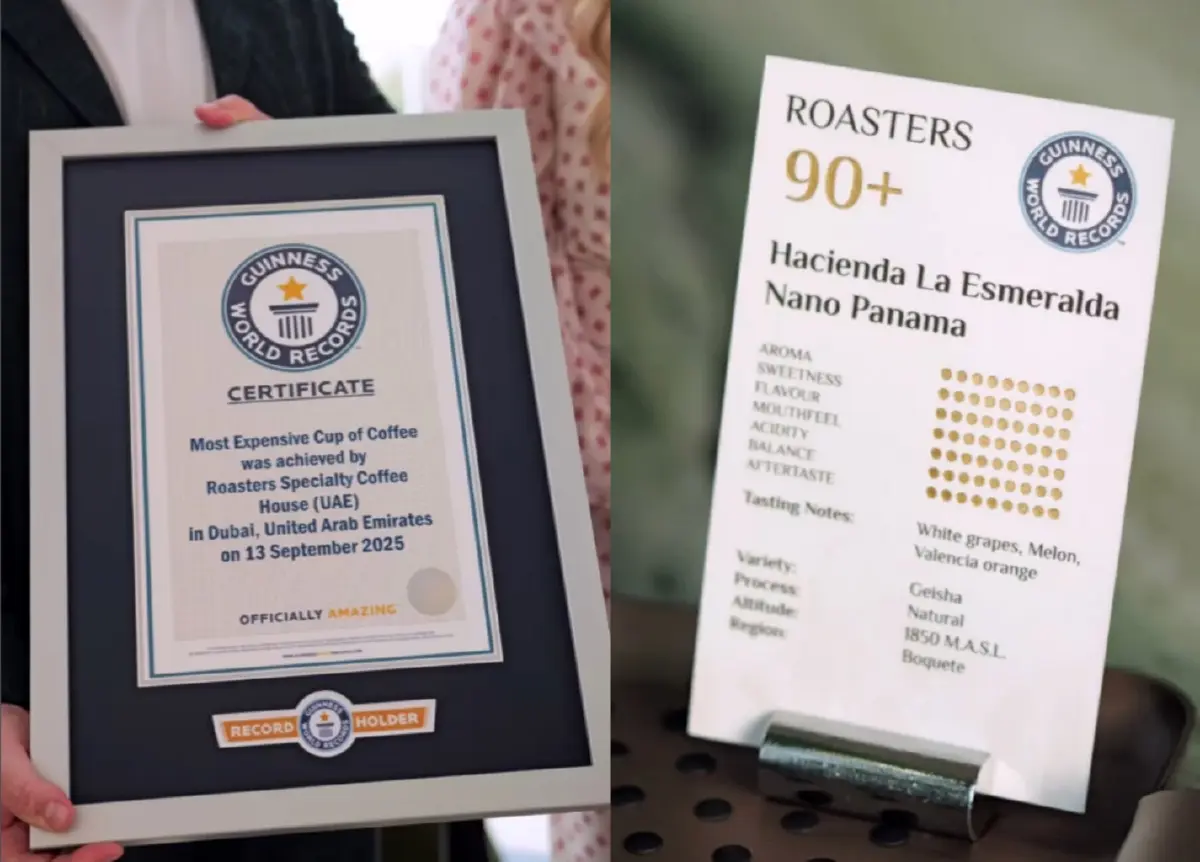 GUINNESS
WORLD RECORDS
CERTIFICATE
Most Expensive Cup of Coffee
was achieved by
Roasters Specialty Coffee
House (UAE)
in Dubai, United Arab Emirates
on 13 September 2025
OFFICIALLY AMAZING
RECORD HOLDER
GUINNESS
WORLD RECORDS
ROASTERS
90+
GUINNESS
WORLD RECORDS
Hacienda La Esmeralda
Nano Panama
AROMA
SWEETNESS
FLAVOUR
MOUTHFEEL
ACIDITY
BALANCE
AFTERTASTE
Tasting Notes: White grapes, Melon,
Valencia orange
Variety: Geisha
Process: Natural
Altitude: 1850 M.A.S.L.
Region: Boquete